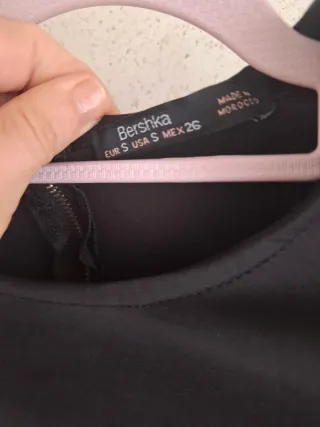 Bershka
EUR S USA S MEX 26
MADE IN
MOROCCO